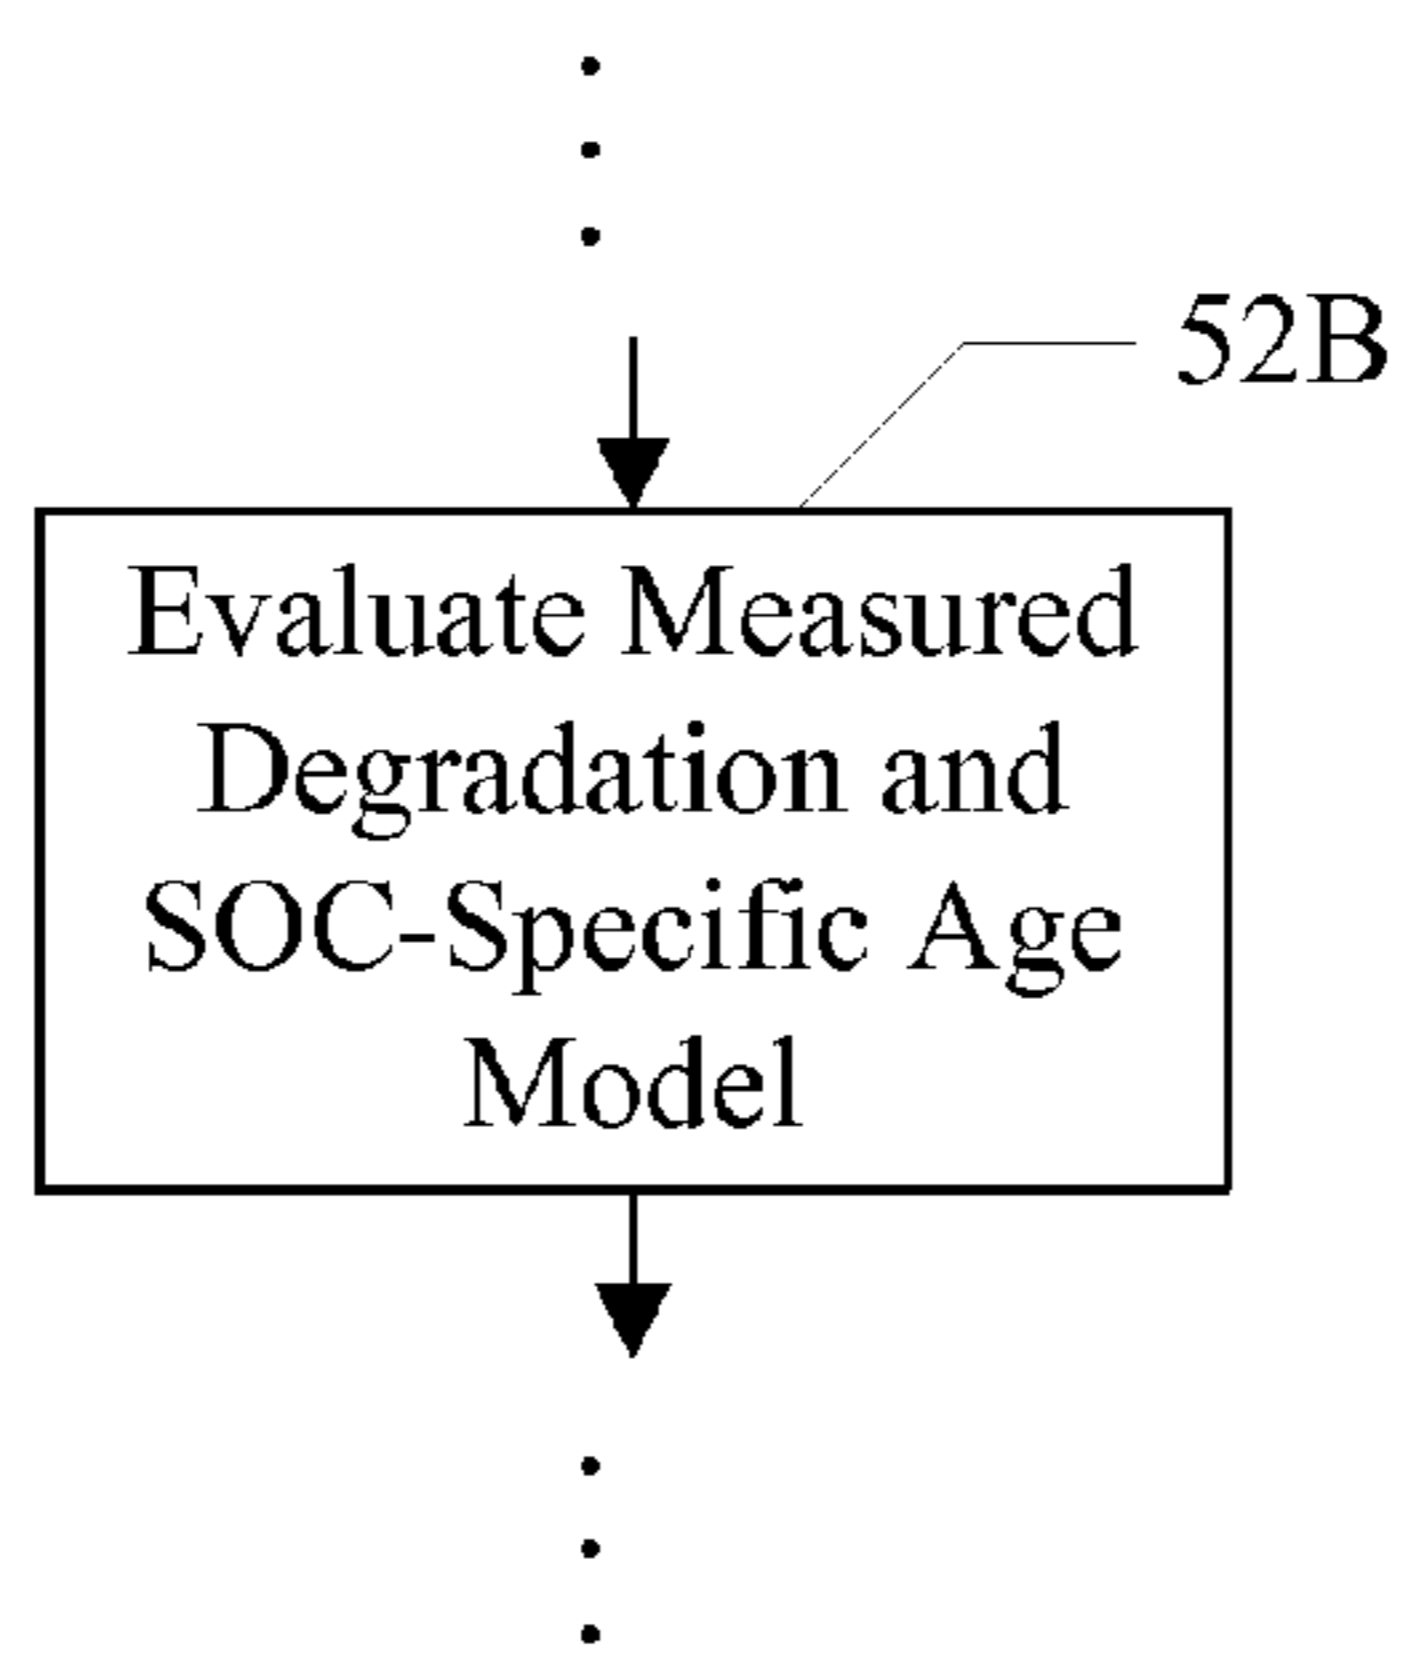 52B
Evaluate Measured
Degradation and
SOC-Specific Age
Model